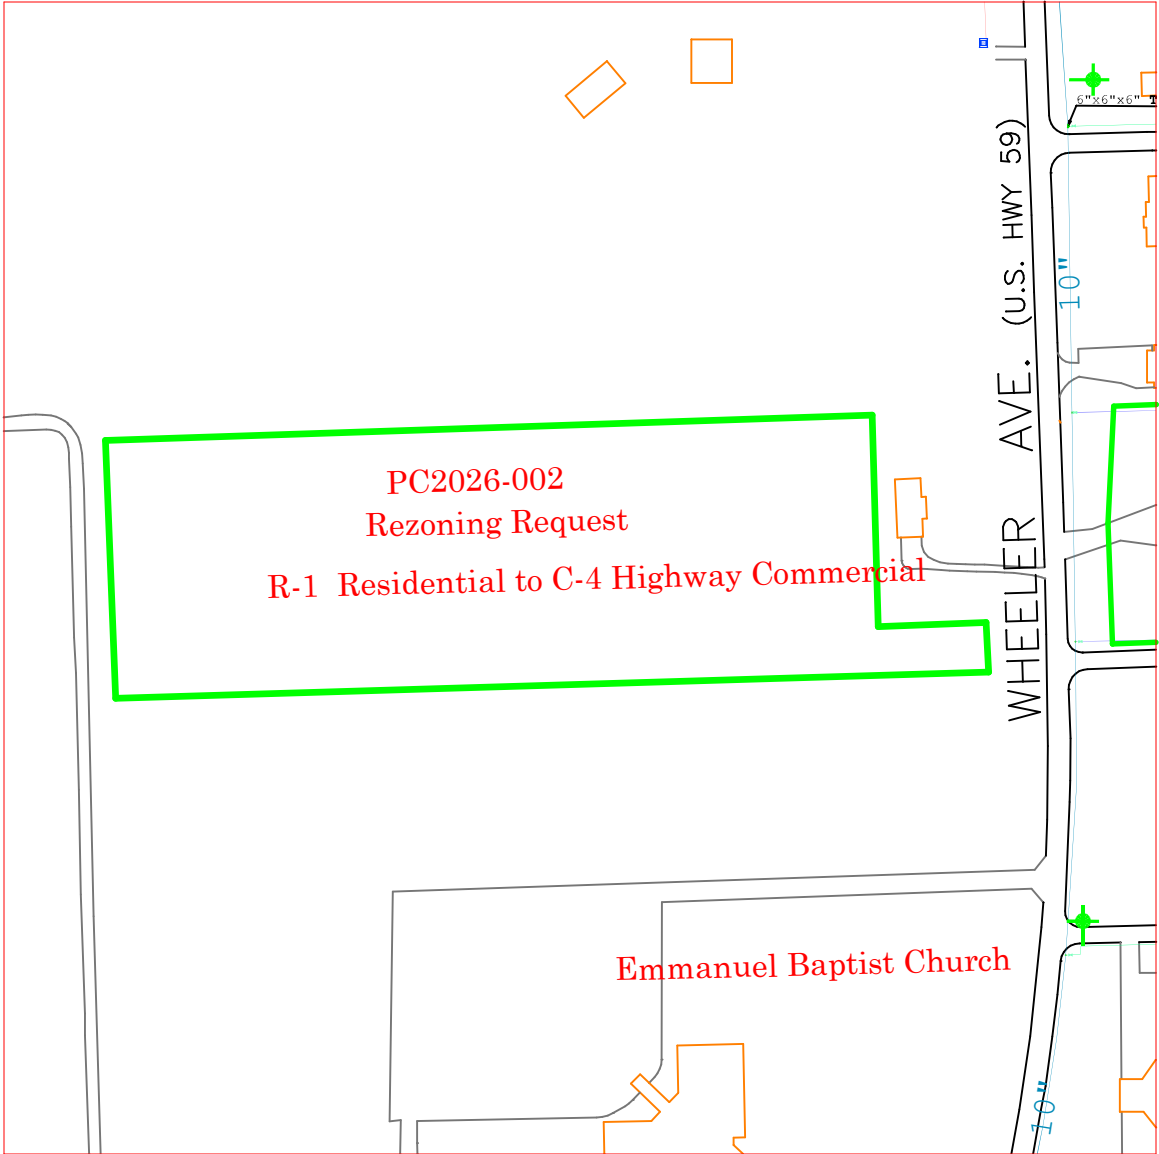 6"x6"x6" T
WHEELER AVE. (U.S. HWY 59)
10"
PC2026-002
Rezoning Request
R-1 Residential to C-4 Highway Commercial
Emmanuel Baptist Church
10"